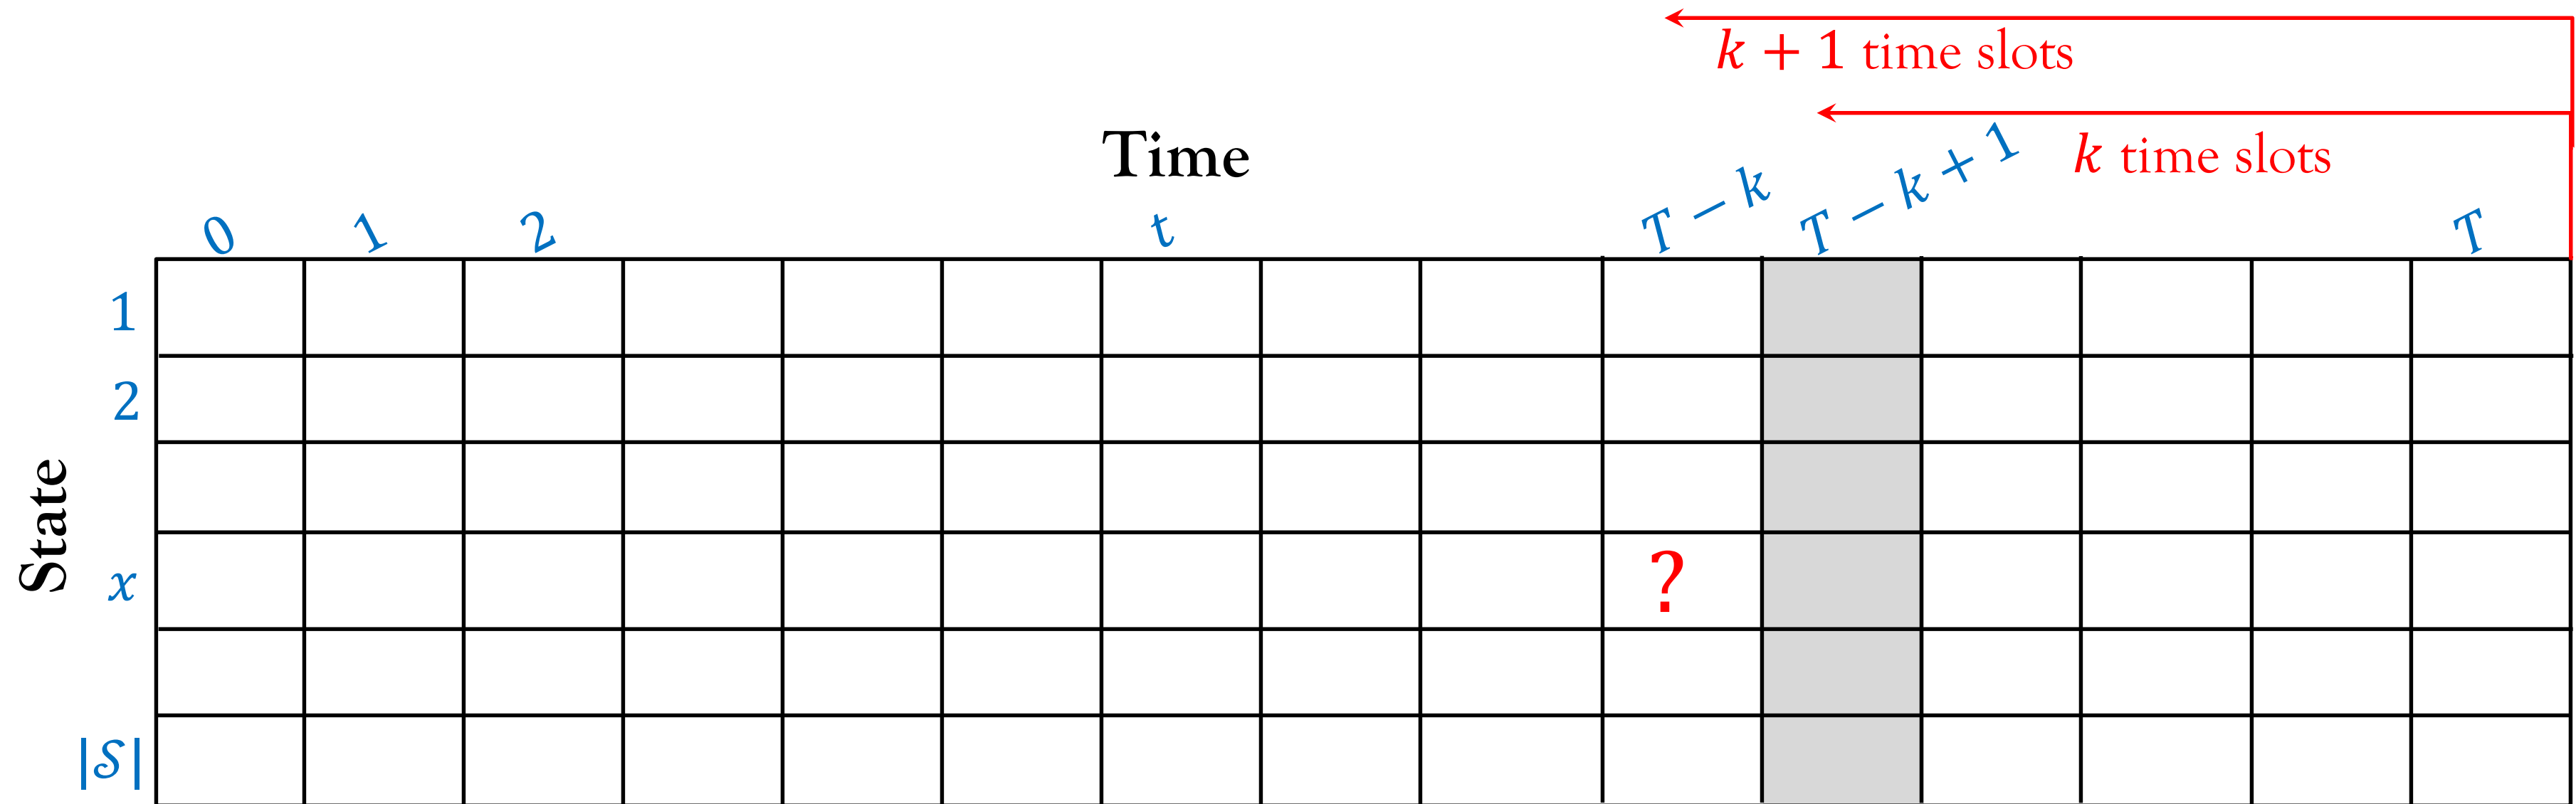 k + 1 time slots
k time slots
Time
0 1 2 t T − k T − k + 1 T
State
1
2
x
?
|𝒮|